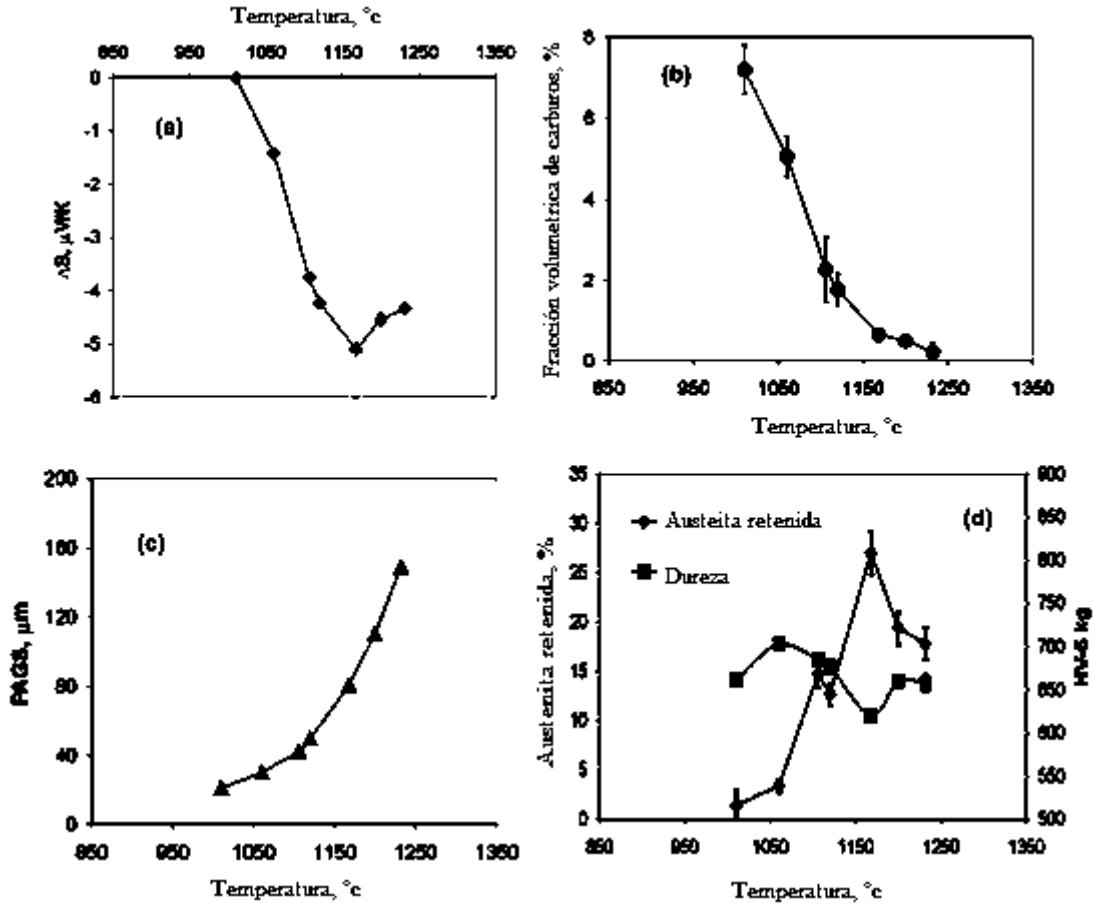 Temperatura, °c
850 950 1050 1150 1250 1350
0
-1
-2
-3
-4
-5
-6
(a)
ΔS, μV/K
8
6
4
2
0
(b)
Fracción volumetrica de carburos, %
850 950 1050 1150 1250 1350
Temperatura, °c
200
160
120
80
40
0
(c)
PAGS, μm
850 950 1050 1150 1250 1350
Temperatura, °c
35
30
25
20
15
10
5
0
(d)
Austeita retenida
Dureza
Austenita retenida, %
900
850
800
750
700
650
600
550
500
HV-5 kg
850 950 1050 1150 1250 1350
Temperatura, °c